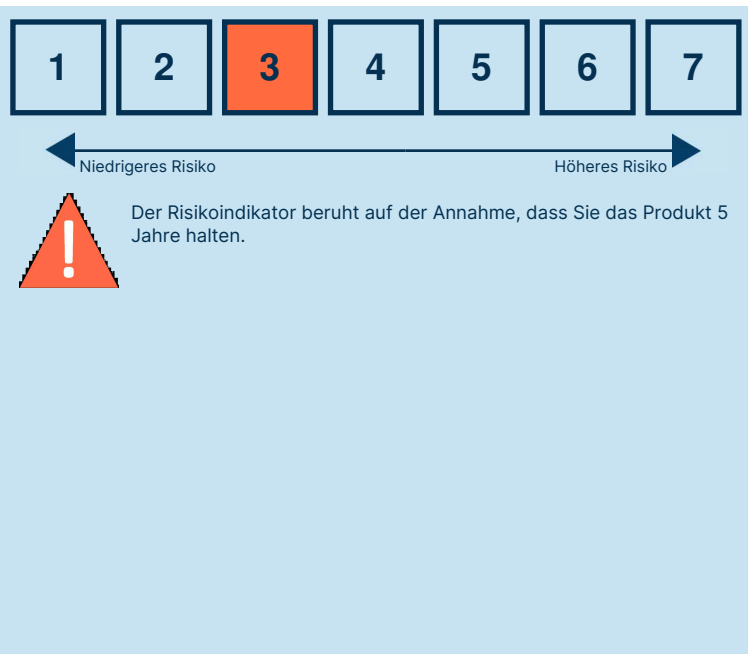 1 2 3 4 5 6 7
Niedrigeres Risiko Höheres Risiko
Der Risikoindikator beruht auf der Annahme, dass Sie das Produkt 5
Jahre halten.